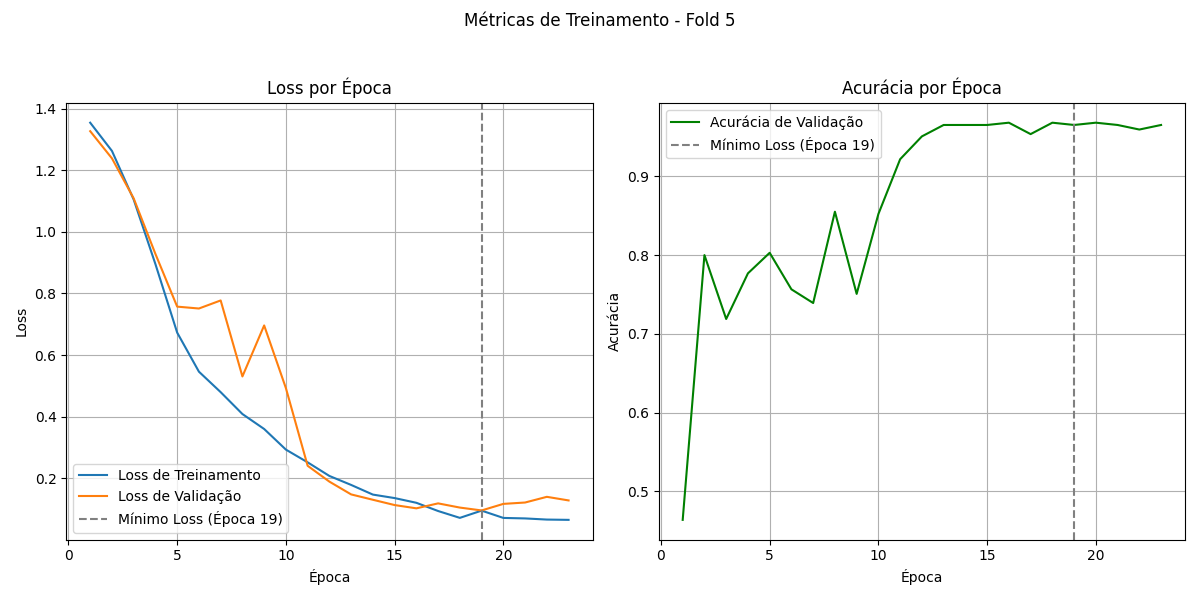 Métricas de Treinamento - Fold 5
Loss por Época
1.4
1.2
1.0
0.8
0.6
0.4
0.2
Loss
Loss de Treinamento
Loss de Validação
Mínimo Loss (Época 19)
0
5
10
15
20
Época
Acurácia por Época
Acurácia de Validação
Mínimo Loss (Época 19)
0.9
0.8
0.7
0.6
0.5
Acurácia
0
5
10
15
20
Época